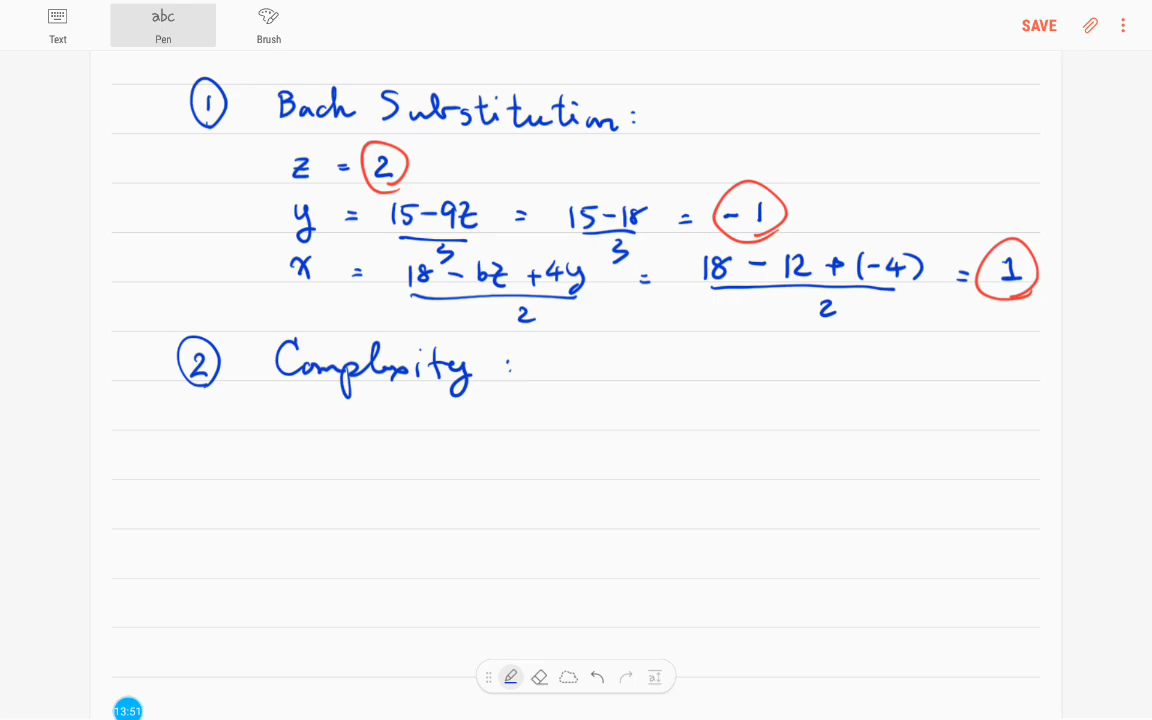 Text abc Pen Brush SAVE
① Back Substitution:
z = 2
y = 15-9z / 3 = 15-18 / 3 = -1
x = 18 - 6z + 4y / 2 = 18 - 12 + (-4) / 2 = 1
② Complexity :
13:51